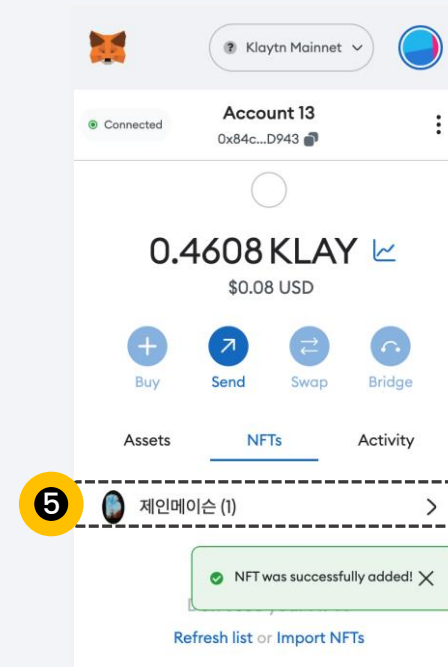 Klaytn Mainnet
Connected
Account 13
0x84c...D943
0.4608 KLAY
$0.08 USD
Buy
Send
Swap
Bridge
Assets
NFTs
Activity
5
제인메이슨 (1)
NFT was successfully added!
Refresh list or Import NFTs